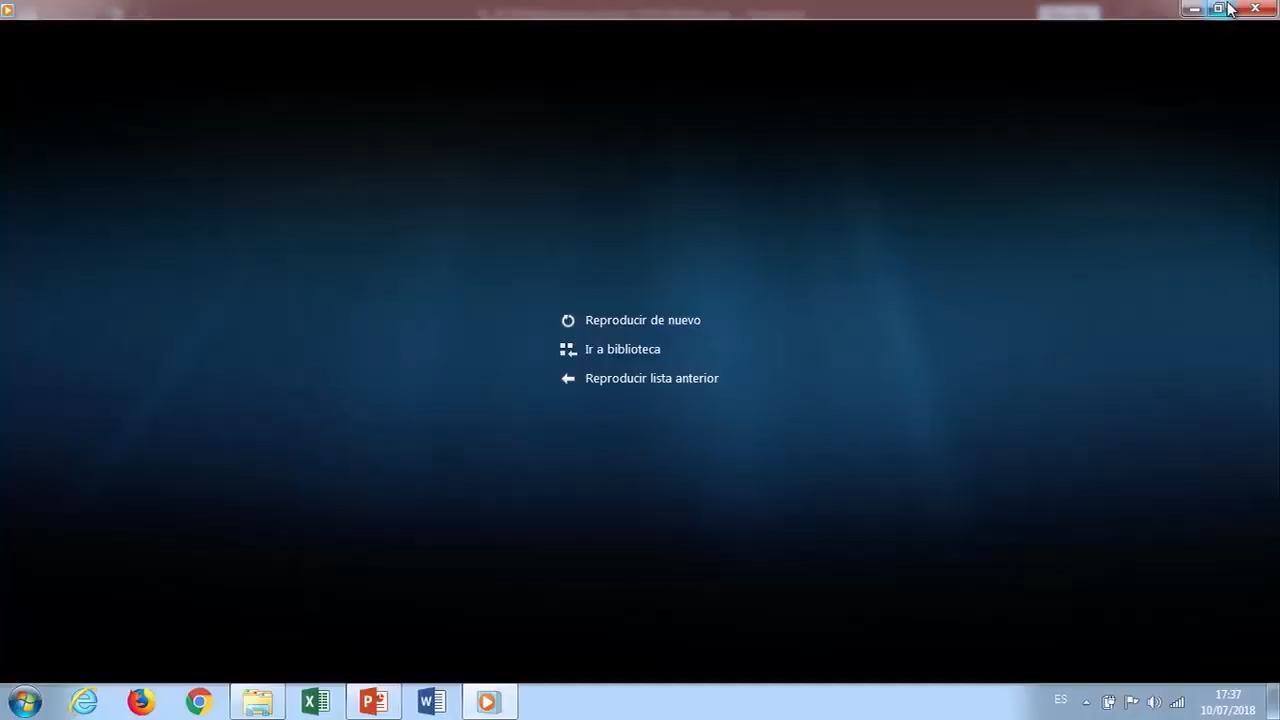 Reproducir de nuevo
Ir a biblioteca
Reproducir lista anterior
ES
17:37
10/07/2018